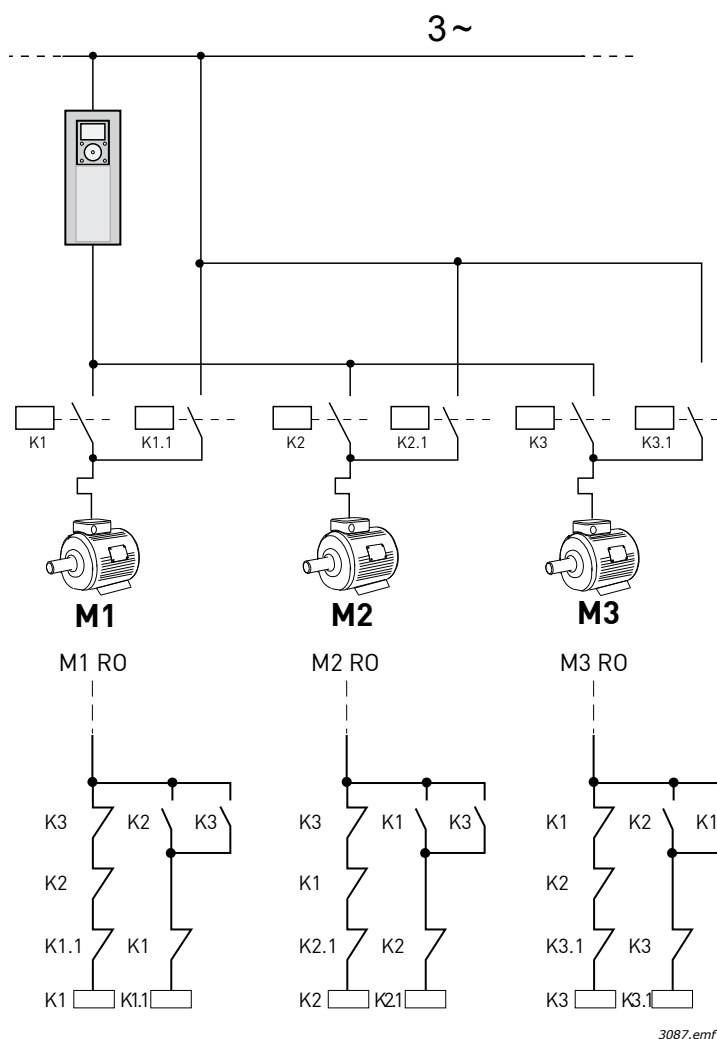 3~
K1 K1.1 K2 K2.1 K3 K3.1
M1 M2 M3
M1 RO M2 RO M3 RO
K3 K2 K3 K3 K1 K3 K1 K2 K1
K2 K1 K2
K1.1 K1 K2.1 K2 K3.1 K3
K1 K1.1 K2 K2.1 K3 K3.1
3087.emf